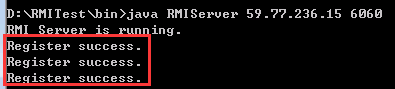 D:\RMITest\bin>java RMIServer 59.77.236.15 6060
RMI Server is running.
Register success.
Register success.
Register success.